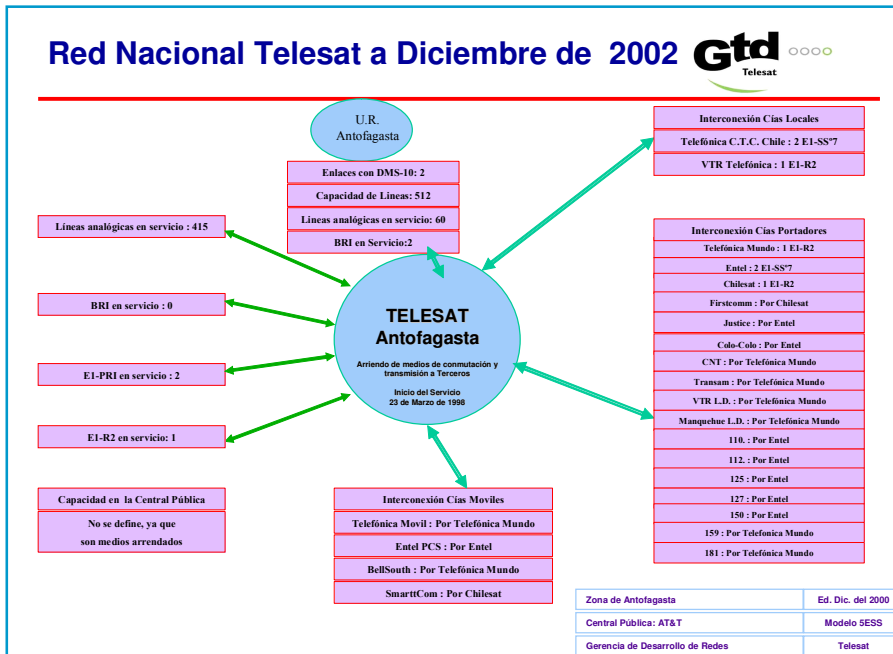 Red Nacional Telesat a Diciembre de 2002
Gtd
Telesat
U.R.
Antofagasta
Enlaces con DMS-10: 2
Capacidad de Líneas: 512
Lineas analógicas en servicio: 60
BRI en Servicio:2
Interconexión Cías Locales
Telefónica C.T.C. Chile : 2 E1-SSº7
VTR Telefónica : 1 E1-R2
Líneas analógicas en servicio : 415
BRI en servicio : 0
E1-PRI en servicio : 2
E1-R2 en servicio: 1
Capacidad en la Central Pública
No se define, ya que
son medios arrendados
TELESAT
Antofagasta
Arriendo de medios de conmutación y
transmisión a Terceros
Inicio del Servicio
23 de Marzo de 1998
Interconexión Cías Portadores
Telefónica Mundo : 1 E1-R2
Entel : 2 E1-SSº7
Chilesat : 1 E1-R2
Firstcomm : Por Chilesat
Justice : Por Entel
Colo-Colo : Por Entel
CNT : Por Telefónica Mundo
Transam : Por Telefónica Mundo
VTR L.D. : Por Telefónica Mundo
Manquehue L.D. : Por Telefónica Mundo
110. : Por Entel
112. : Por Entel
125 : Por Entel
127 : Por Entel
150 : Por Entel
159 : Por Telefonica Mundo
181 : Por Telefónica Mundo
Interconexión Cías Moviles
Telefónica Movil : Por Telefónica Mundo
Entel PCS : Por Entel
BellSouth : Por Telefónica Mundo
SmarttCom : Por Chilesat
Zona de Antofagasta Ed. Dic. del 2000
Central Pública: AT&T Modelo 5ESS
Gerencia de Desarrollo de Redes Telesat